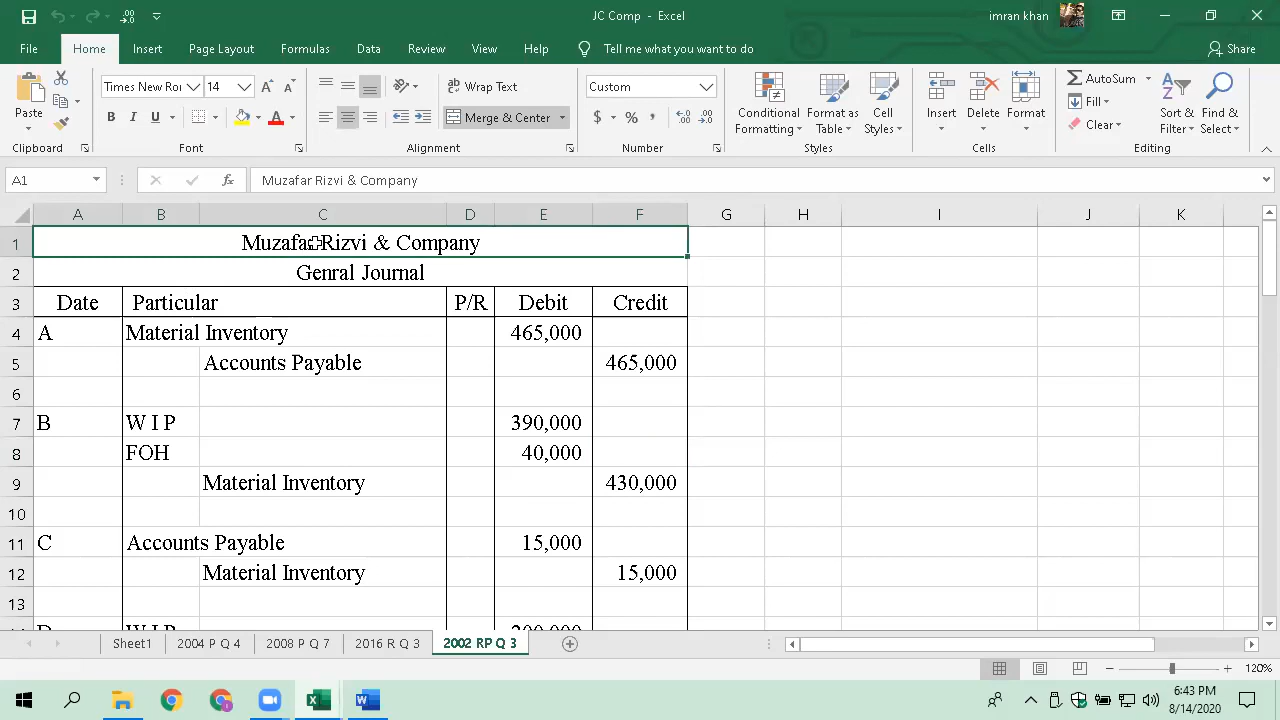 JC Comp - Excel
imran khan
File Home Insert Page Layout Formulas Data Review View Help Tell me what you want to do Share
Paste
Times New Roi 14
B I U A
Wrap Text
Merge & Center
Custom
$ % ,
Conditional Formatting
Format as Table
Cell Styles
Insert Delete Format
AutoSum
Fill
Clear
Sort & Filter
Find & Select
Clipboard Font Alignment Number Styles Cells Editing
A1 fx Muzafar Rizvi & Company
A B C D E F G H I J K
1 Muzafar Rizvi & Company
2 Genral Journal
3 Date Particular P/R Debit Credit
4 A Material Inventory 465,000
5 Accounts Payable 465,000
6
7 B W I P 390,000
8 FOH 40,000
9 Material Inventory 430,000
10
11 C Accounts Payable 15,000
12 Material Inventory 15,000
13
Sheet1 2004 P Q 4 2008 P Q 7 2016 R Q 3 2002 RP Q 3
120%
6:43 PM
8/14/2020